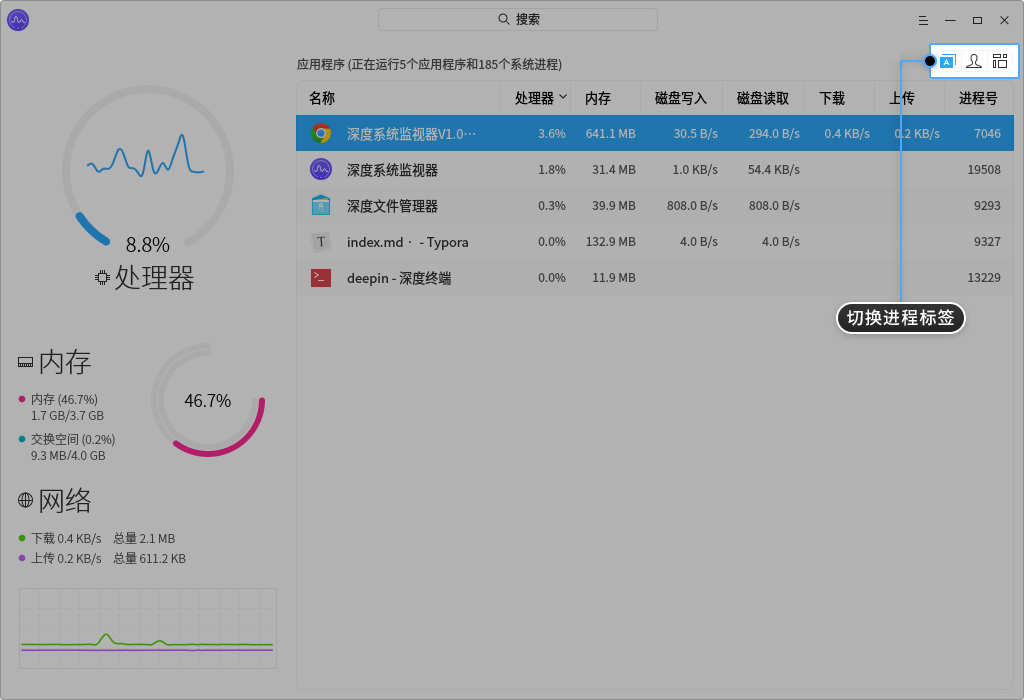 搜索
应用程序 (正在运行5个应用程序和185个系统进程)
A
名称 处理器 内存 磁盘写入 磁盘读取 下载 上传 进程号
深度系统监视器V1.0··· 3.6% 641.1 MB 30.5 B/s 294.0 B/s 0.4 KB/s 0.2 KB/s 7046
深度系统监视器 1.8% 31.4 MB 1.0 KB/s 54.4 KB/s 19508
深度文件管理器 0.3% 39.9 MB 808.0 B/s 808.0 B/s 9293
T index.md · - Typora 0.0% 132.9 MB 4.0 B/s 4.0 B/s 9327
>_ deepin - 深度终端 0.0% 11.9 MB 13229
切换进程标签
8.8%
处理器
内存
内存 (46.7%)
1.7 GB/3.7 GB
交换空间 (0.2%)
9.3 MB/4.0 GB
46.7%
网络
下载 0.4 KB/s 总量 2.1 MB
上传 0.2 KB/s 总量 611.2 KB